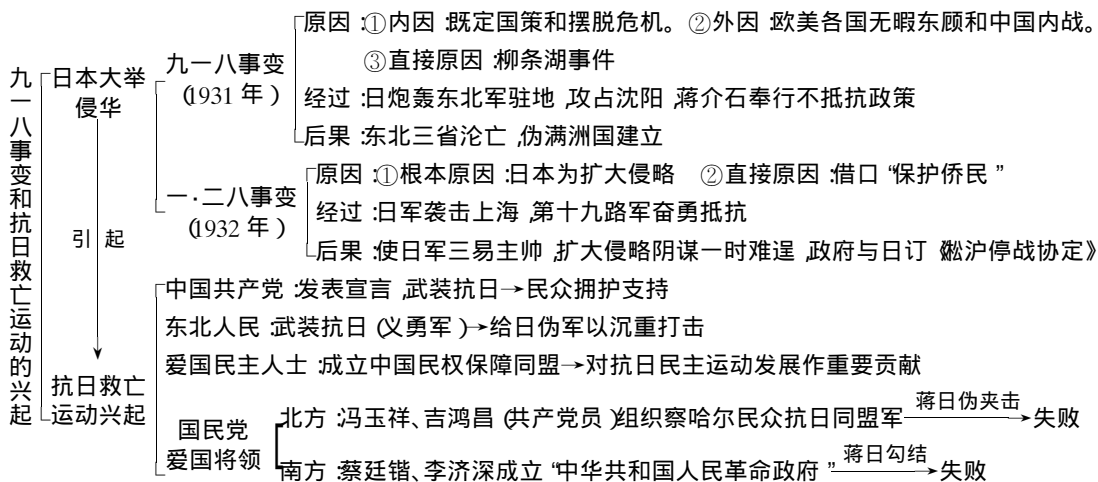 九一八事变和抗日救亡运动的兴起
日本大举侵华
引起
抗日救亡运动兴起
九一八事变(1931年)
原因:①内因:既定国策和摆脱危机。②外因:欧美各国无暇东顾和中国内战。
③直接原因:柳条湖事件
经过:日炮轰东北军驻地,攻占沈阳,蒋介石奉行不抵抗政策
后果:东北三省沦亡,伪满洲国建立
一·二八事变(1932年)
原因:①根本原因:日本为扩大侵略 ②直接原因:借口“保护侨民”
经过:日军袭击上海,第十九路军奋勇抵抗
后果:使日军三易主帅,扩大侵略阴谋一时难逞,政府与日订《淞沪停战协定》
中国共产党:发表宣言,武装抗日→民众拥护支持
东北人民:武装抗日(义勇军)→给日伪军以沉重打击
爱国民主人士:成立中国民权保障同盟→对抗日民主运动发展作重要贡献
国民党爱国将领
北方:冯玉祥、吉鸿昌(共产党员)组织察哈尔民众抗日同盟军 蒋日伪夹击→失败
南方:蔡廷锴、李济深成立“中华共和国人民革命政府” 蒋日勾结→失败